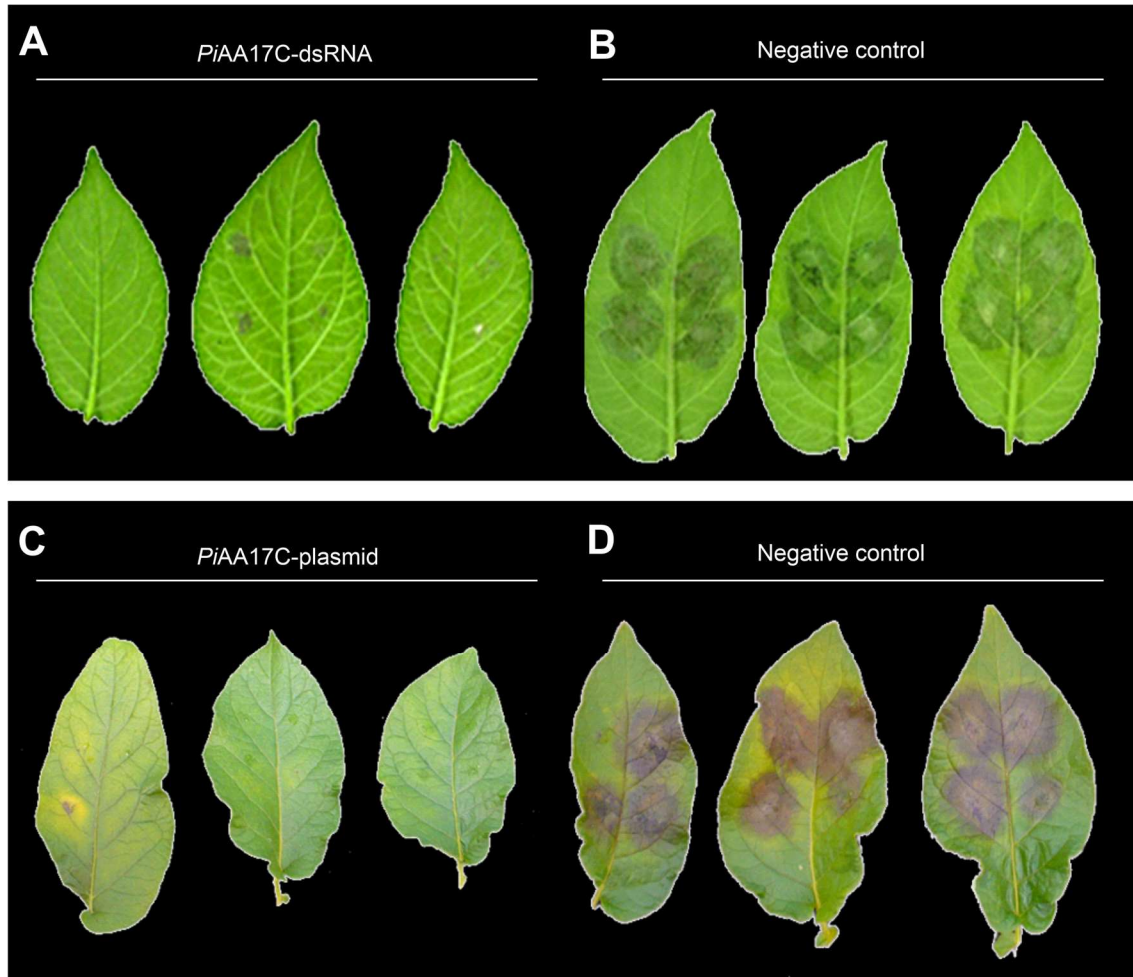 A
PiAA17C-dsRNA
B
Negative control
C
PiAA17C-plasmid
D
Negative control